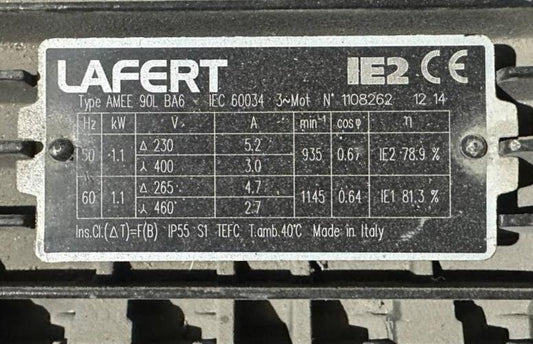 LAFERT IE2 CE
Type AMEE 90L BA6 - IEC 60034 3~Mot N° 1108262 12 14
Hz kW V A min⁻¹ cosφ η
50 1.1 Δ 230 5.2 935 0.67 IE2 78.9 %
⅄ 400 3.0
60 1.1 Δ 265 4.7 1145 0.64 IE1 81.3 %
⅄ 460 2.7
Ins.Cl.(ΔT)=F(B) IP55 S1 TEFC T.amb.40°C Made in Italy